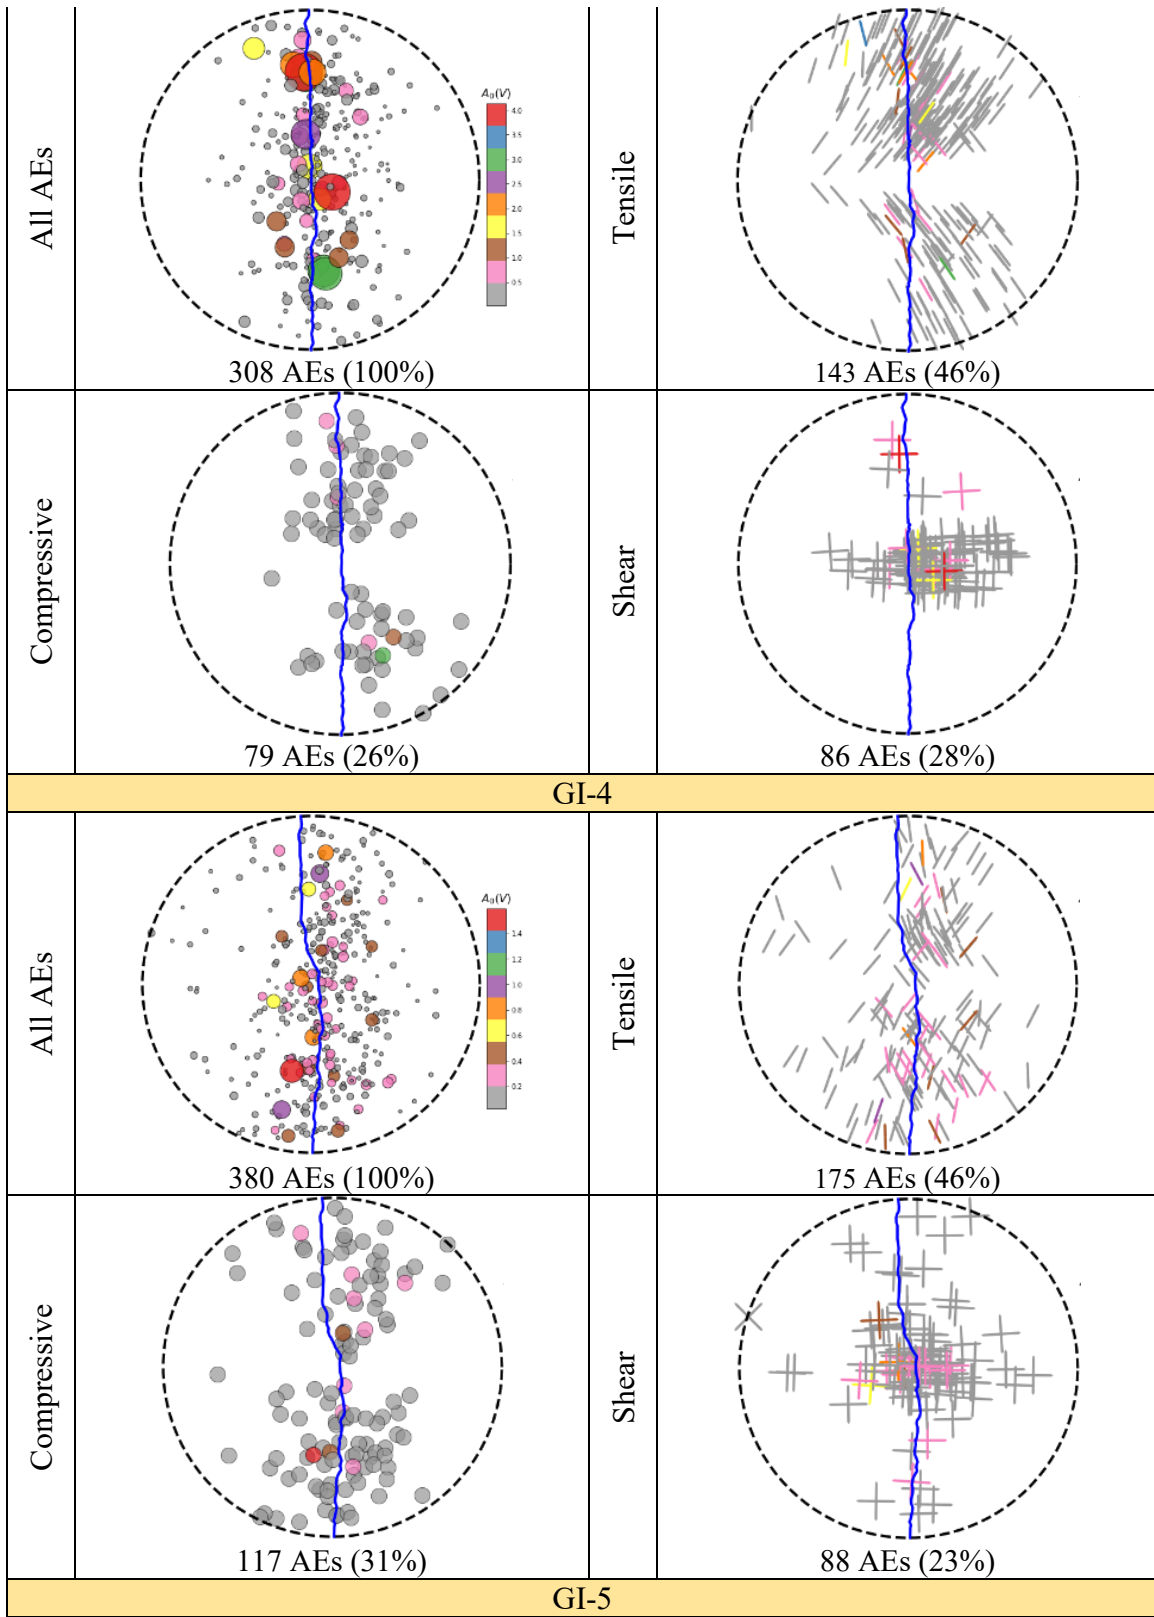 All AEs
A₀(V)
4.0
3.5
3.0
2.5
2.0
1.5
1.0
0.5
308 AEs (100%)
Tensile
143 AEs (46%)
Compressive
79 AEs (26%)
Shear
86 AEs (28%)
GI-4
All AEs
A₀(V)
1.4
1.2
1.0
0.8
0.6
0.4
0.2
380 AEs (100%)
Tensile
175 AEs (46%)
Compressive
117 AEs (31%)
Shear
88 AEs (23%)
GI-5